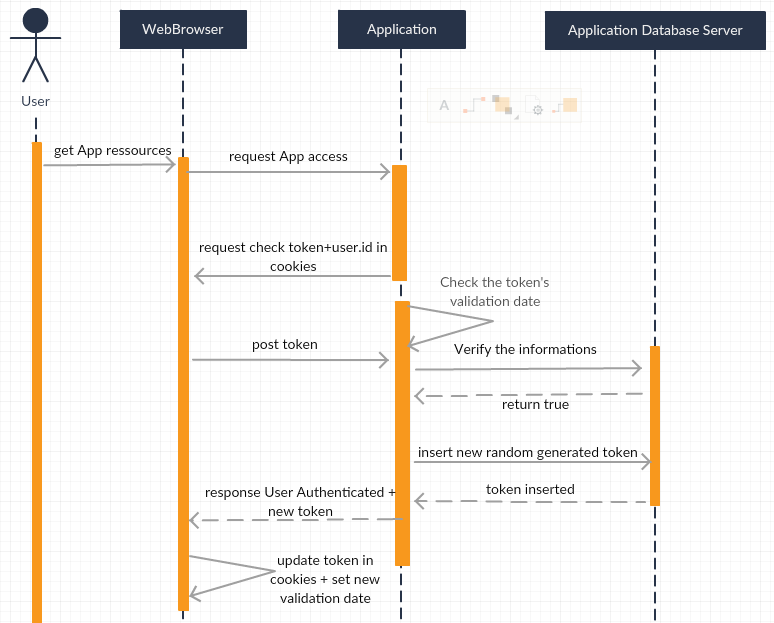 WebBrowser
Application
Application Database Server
User
get App ressources
request App access
request check token+user.id in
cookies
Check the token's
validation date
post token
Verify the informations
return true
insert new random generated token
token inserted
response User Authenticated +
new token
update token in
cookies + set new
validation date
A